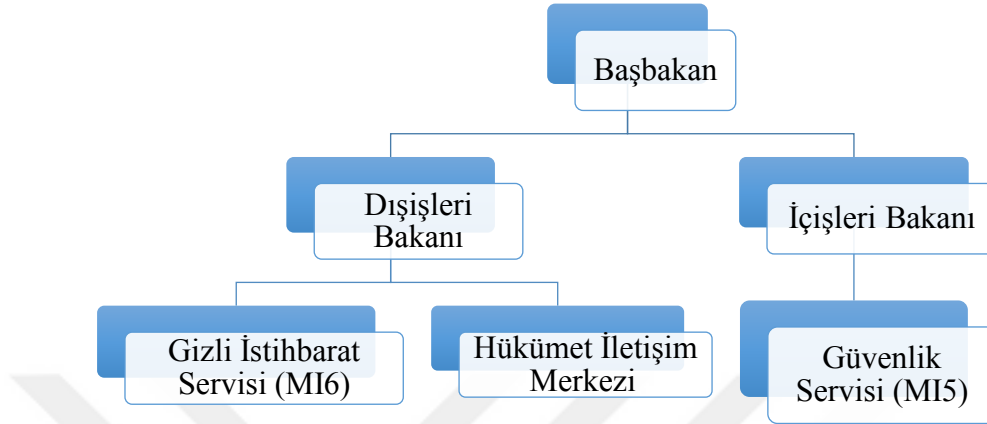 Başbakan
Dışişleri
Bakanı
İçişleri Bakanı
Gizli İstihbarat
Servisi (MI6)
Hükümet İletişim
Merkezi
Güvenlik
Servisi (MI5)